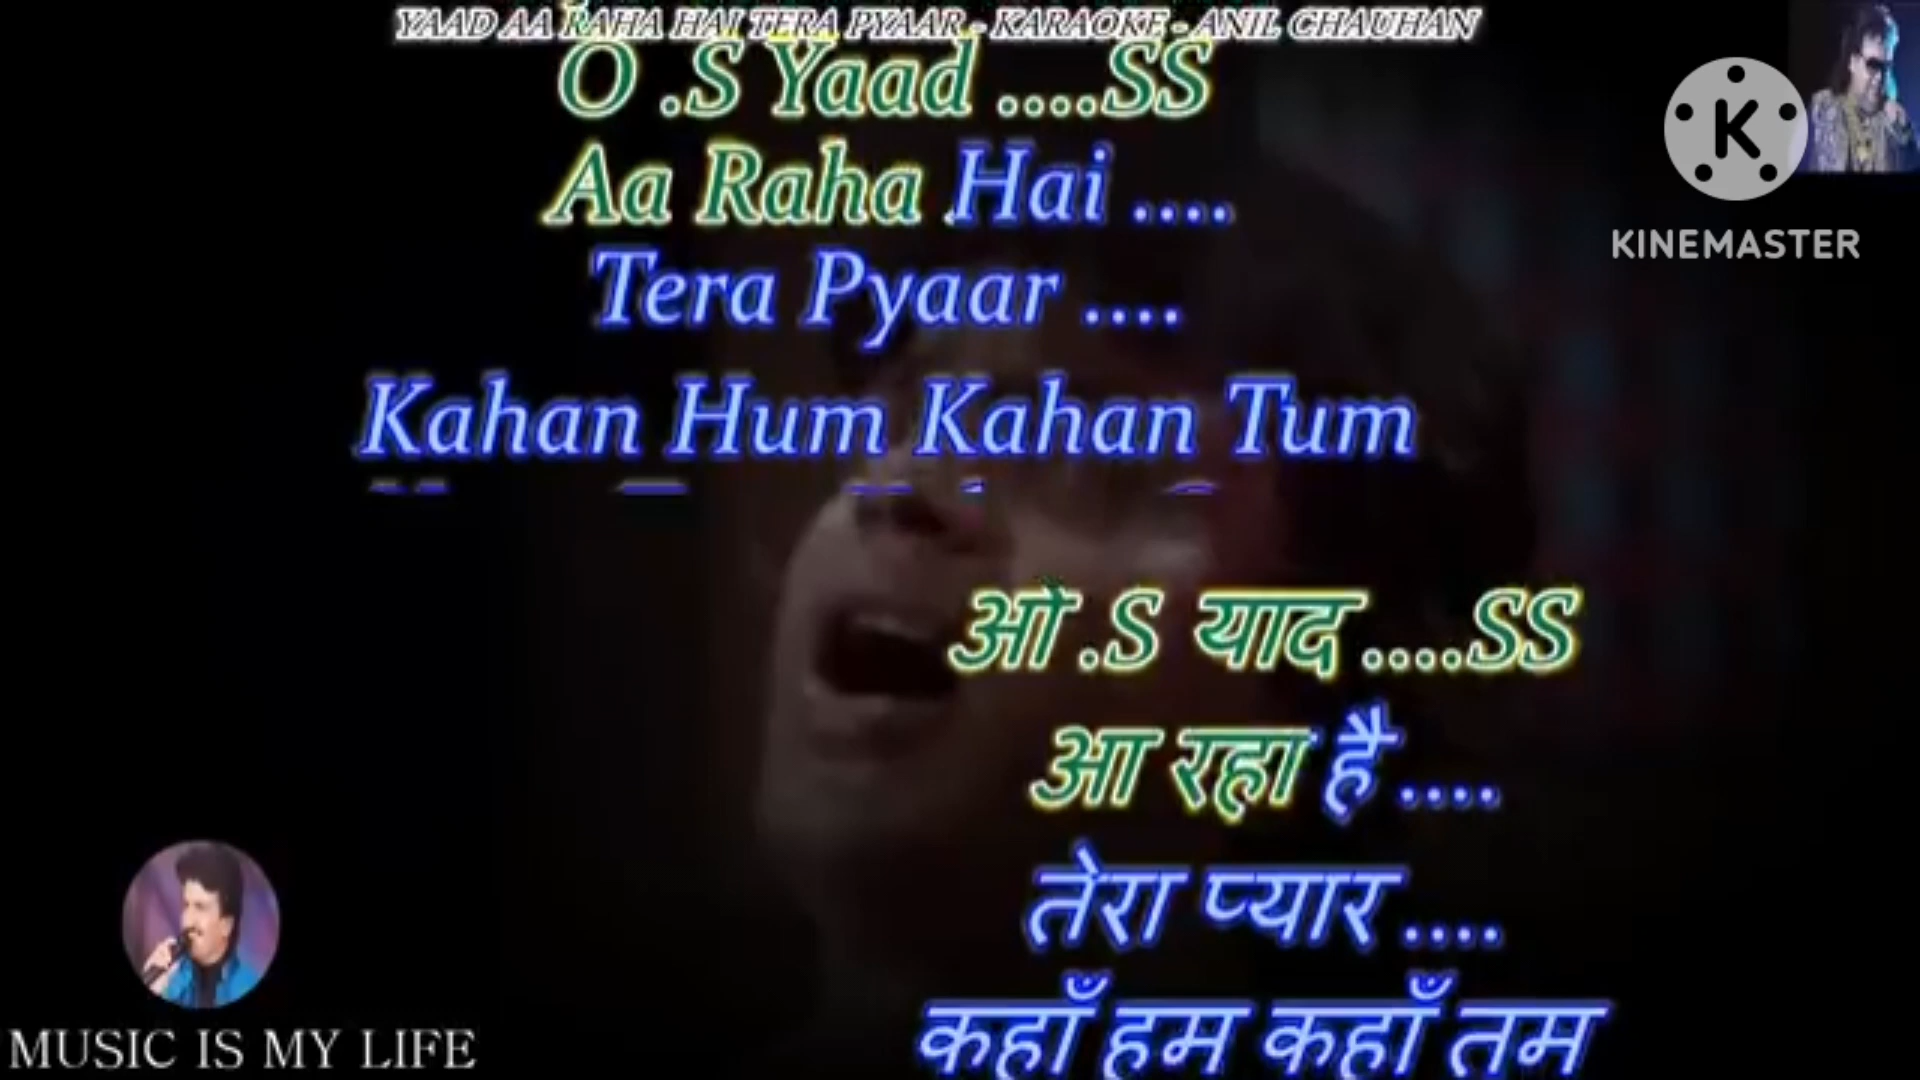 YAAD AA RAHA HAI TERA PYAAR - KARAOKE - ANIL CHAUHAN
O .S Yaad ....SS
Aa Raha .Hai ....
Tera Pyaar ....
Kahan Hum Kahan Tum
K
KINEMASTER
ओ .S याद ....SS
आ रहा है ....
तेरा प्यार ....
कहाँ हम कहाँ तुम
MUSIC IS MY LIFE